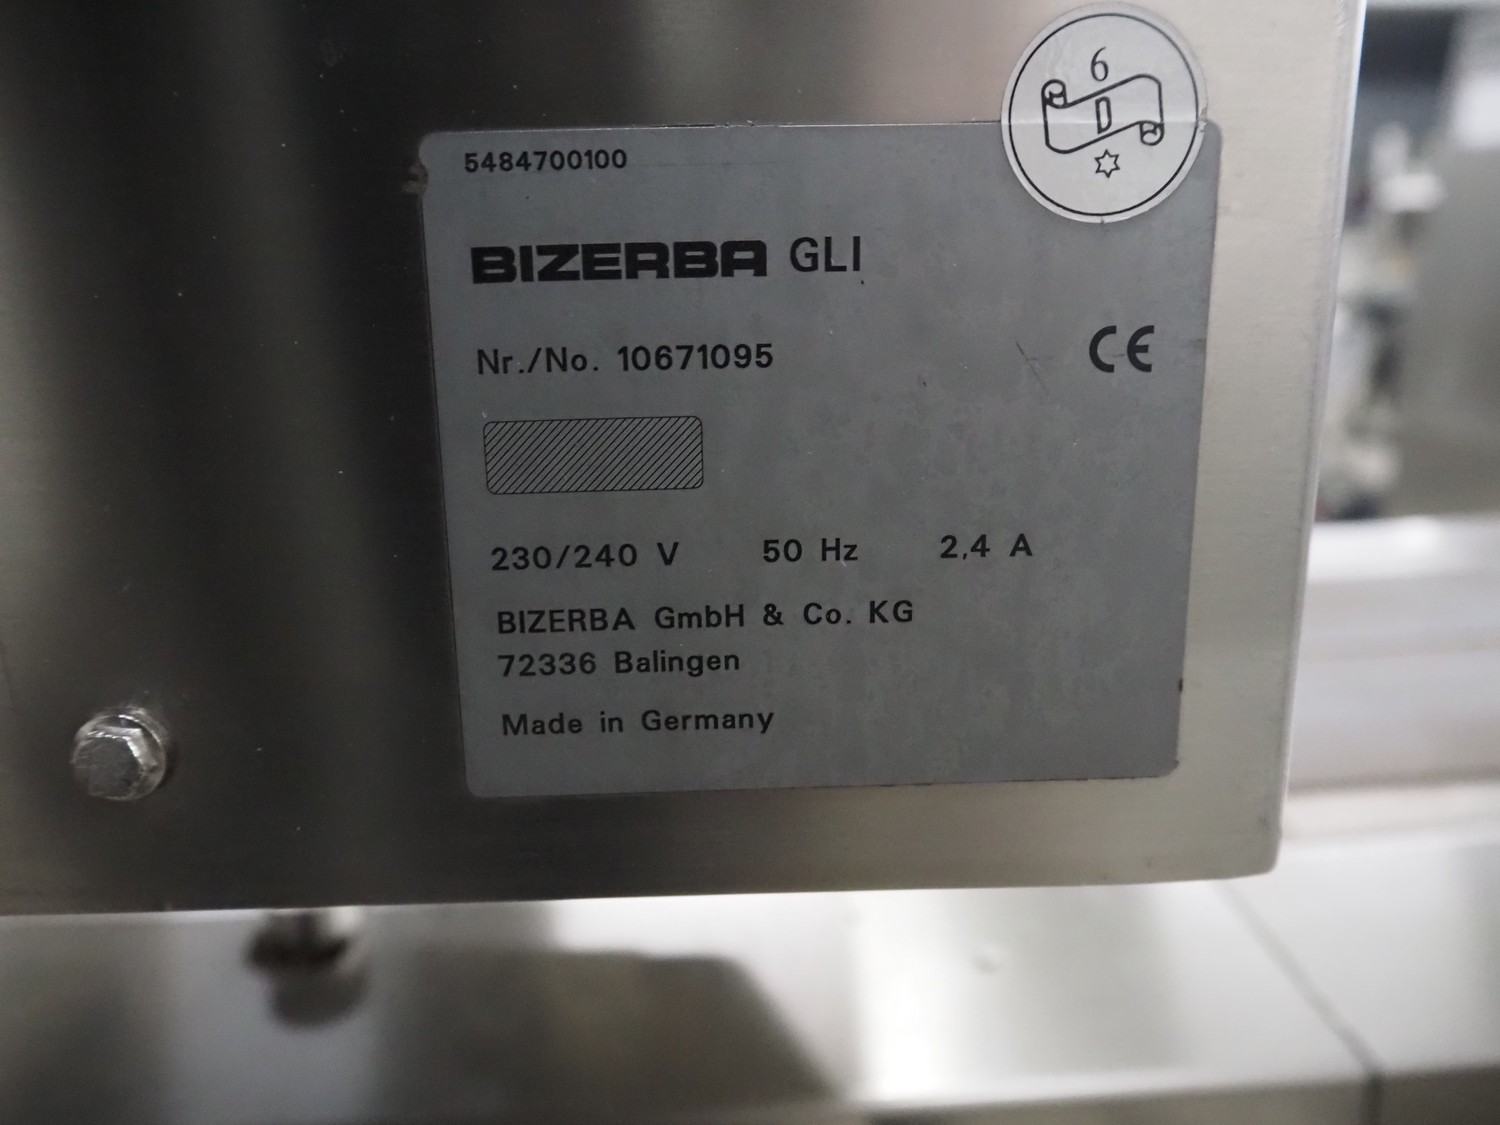 6
D
5484700100
BIZERBA GLI
Nr./No. 10671095
CE
230/240 V 50 Hz 2,4 A
BIZERBA GmbH & Co. KG
72336 Balingen
Made in Germany